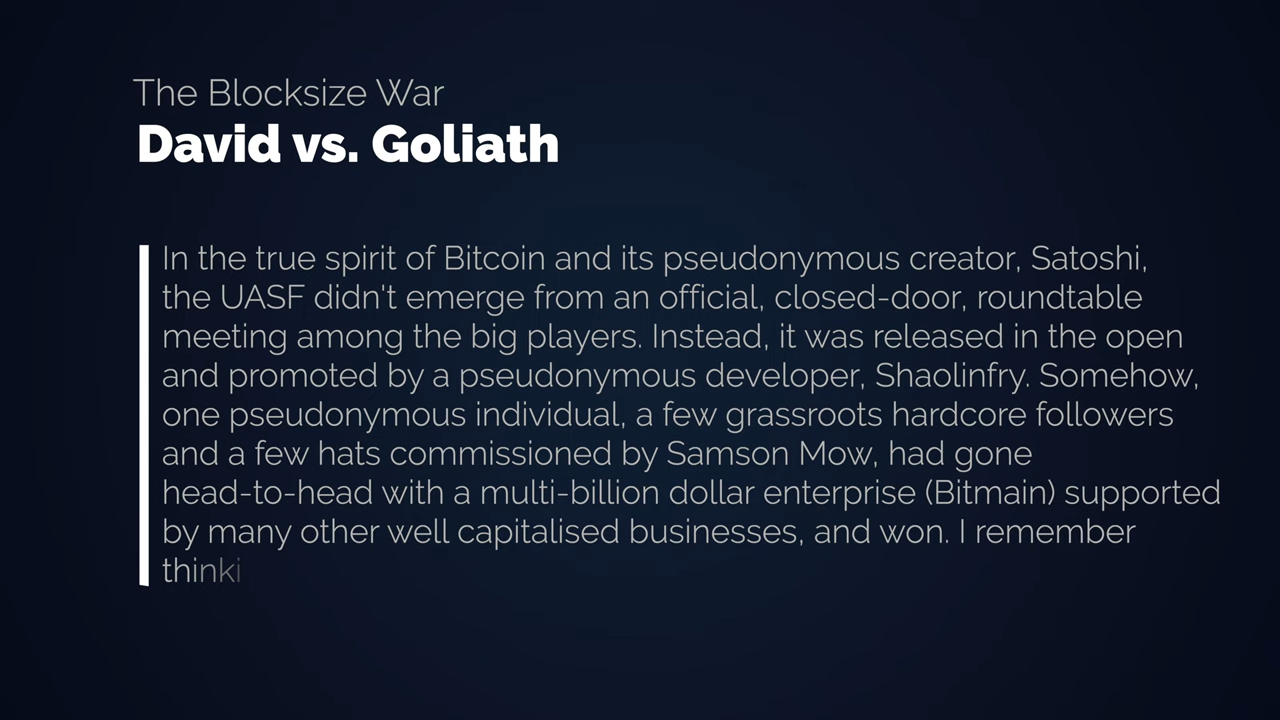 The Blocksize War
David vs. Goliath
In the true spirit of Bitcoin and its pseudonymous creator, Satoshi,
the UASF didn't emerge from an official, closed-door, roundtable
meeting among the big players. Instead, it was released in the open
and promoted by a pseudonymous developer, Shaolinfry. Somehow,
one pseudonymous individual, a few grassroots hardcore followers
and a few hats commissioned by Samson Mow, had gone
head-to-head with a multi-billion dollar enterprise (Bitmain) supported
by many other well capitalised businesses, and won. I remember
thinki